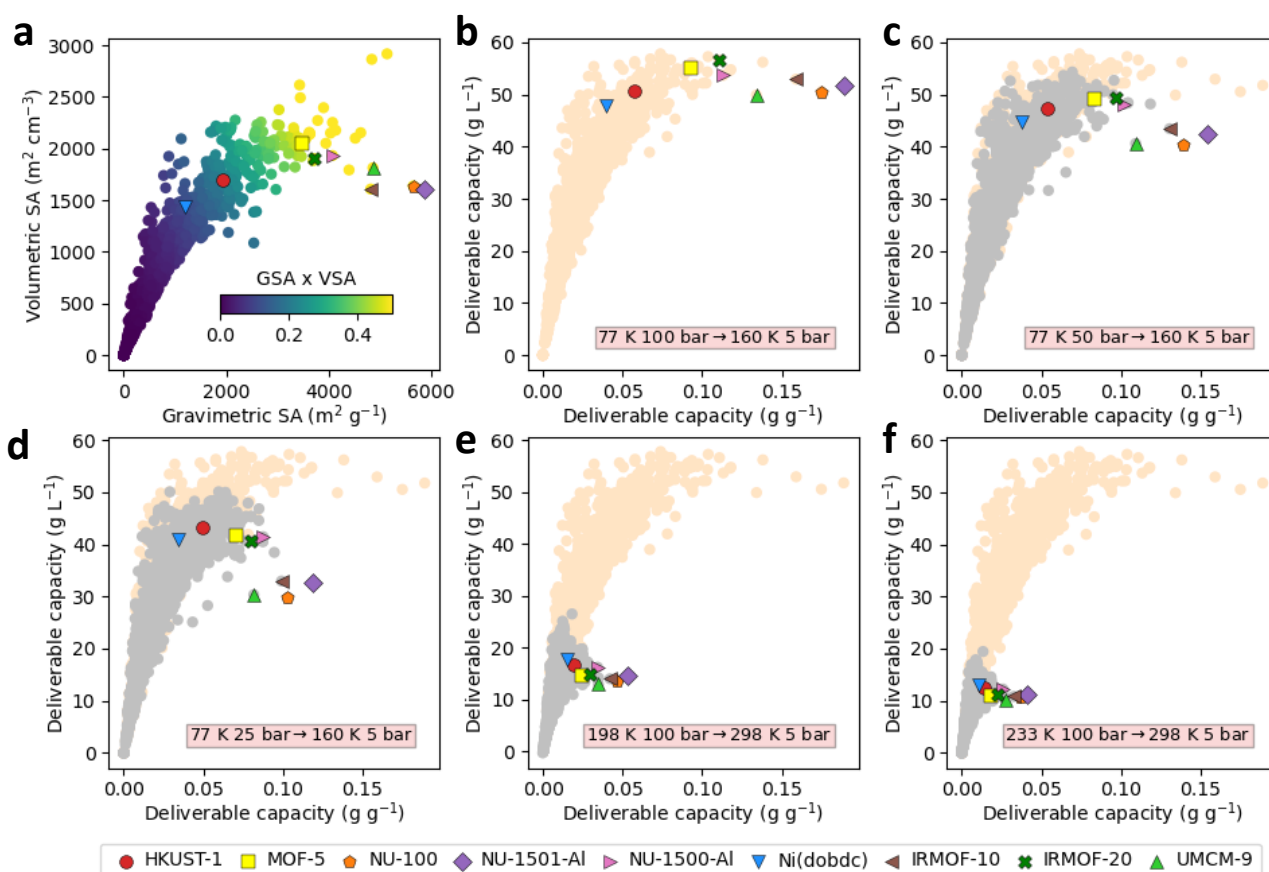 a
3000
2500
2000
1500
1000
500
0
Volumetric SA (m² cm⁻³)
GSA x VSA
0.0 0.2 0.4
0 2000 4000 6000
Gravimetric SA (m² g⁻¹)
b
60
50
40
30
20
10
0
Deliverable capacity (g L⁻¹)
77 K 100 bar→160 K 5 bar
0.00 0.05 0.10 0.15
Deliverable capacity (g g⁻¹)
c
60
50
40
30
20
10
0
Deliverable capacity (g L⁻¹)
77 K 50 bar→160 K 5 bar
0.00 0.05 0.10 0.15
Deliverable capacity (g g⁻¹)
d
60
50
40
30
20
10
0
Deliverable capacity (g L⁻¹)
77 K 25 bar→160 K 5 bar
0.00 0.05 0.10 0.15
Deliverable capacity (g g⁻¹)
e
60
50
40
30
20
10
0
Deliverable capacity (g L⁻¹)
198 K 100 bar→298 K 5 bar
0.00 0.05 0.10 0.15
Deliverable capacity (g g⁻¹)
f
60
50
40
30
20
10
0
Deliverable capacity (g L⁻¹)
233 K 100 bar→298 K 5 bar
0.00 0.05 0.10 0.15
Deliverable capacity (g g⁻¹)
HKUST-1 MOF-5 NU-100 NU-1501-Al NU-1500-Al Ni(dobdc) IRMOF-10 IRMOF-20 UMCM-9